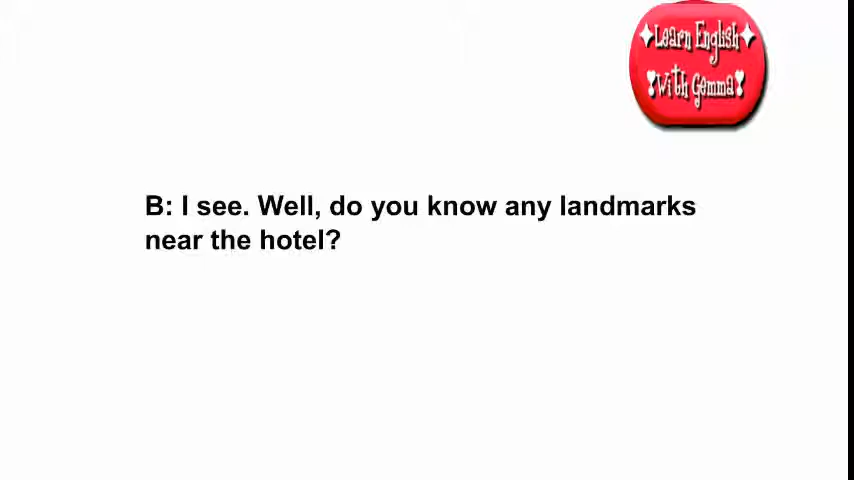 ✦Learn English✦
❣With Gemma❣
B: I see. Well, do you know any landmarks
near the hotel?